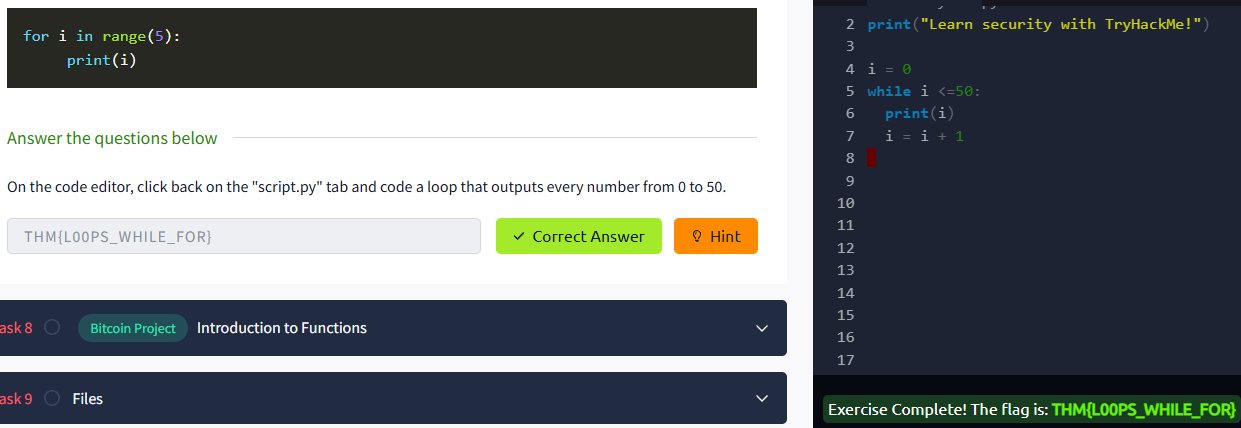 for i in range(5):
print(i)
Answer the questions below
On the code editor, click back on the "script.py" tab and code a loop that outputs every number from 0 to 50.
THM{L00PS_WHILE_FOR}
Correct Answer
Hint
ask 8
Bitcoin Project
Introduction to Functions
ask 9
Files
2 print("Learn security with TryHackMe!")
3
4 i = 0
5 while i <=50:
6 print(i)
7 i = i + 1
8
9
10
11
12
13
14
15
16
17
Exercise Complete! The flag is: THM{L00PS_WHILE_FOR}